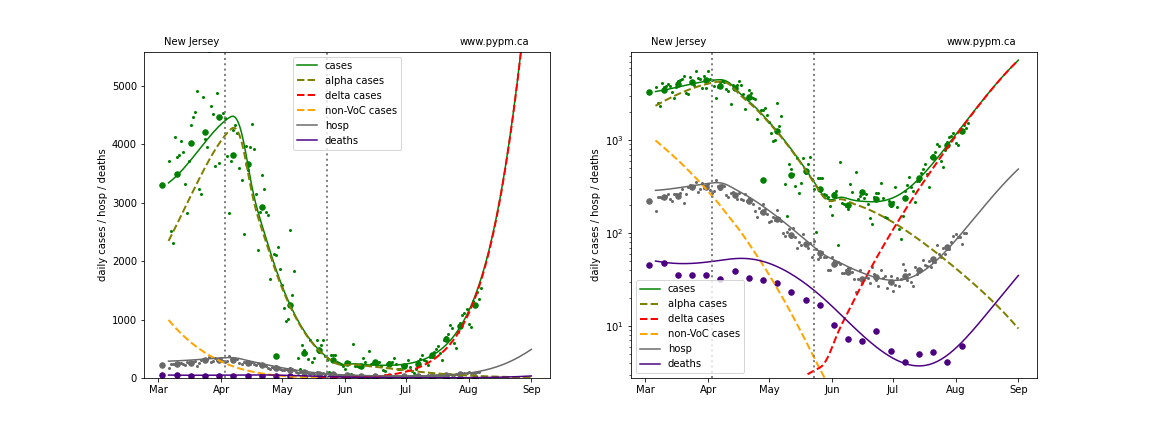 New Jersey
www.pypm.ca
daily cases / hosp / deaths
5000
4000
3000
2000
1000
0
Mar
Apr
May
Jun
Jul
Aug
Sep
cases
alpha cases
delta cases
non-VoC cases
hosp
deaths
New Jersey
www.pypm.ca
daily cases / hosp / deaths
10³
10²
10¹
Mar
Apr
May
Jun
Jul
Aug
Sep
cases
alpha cases
delta cases
non-VoC cases
hosp
deaths